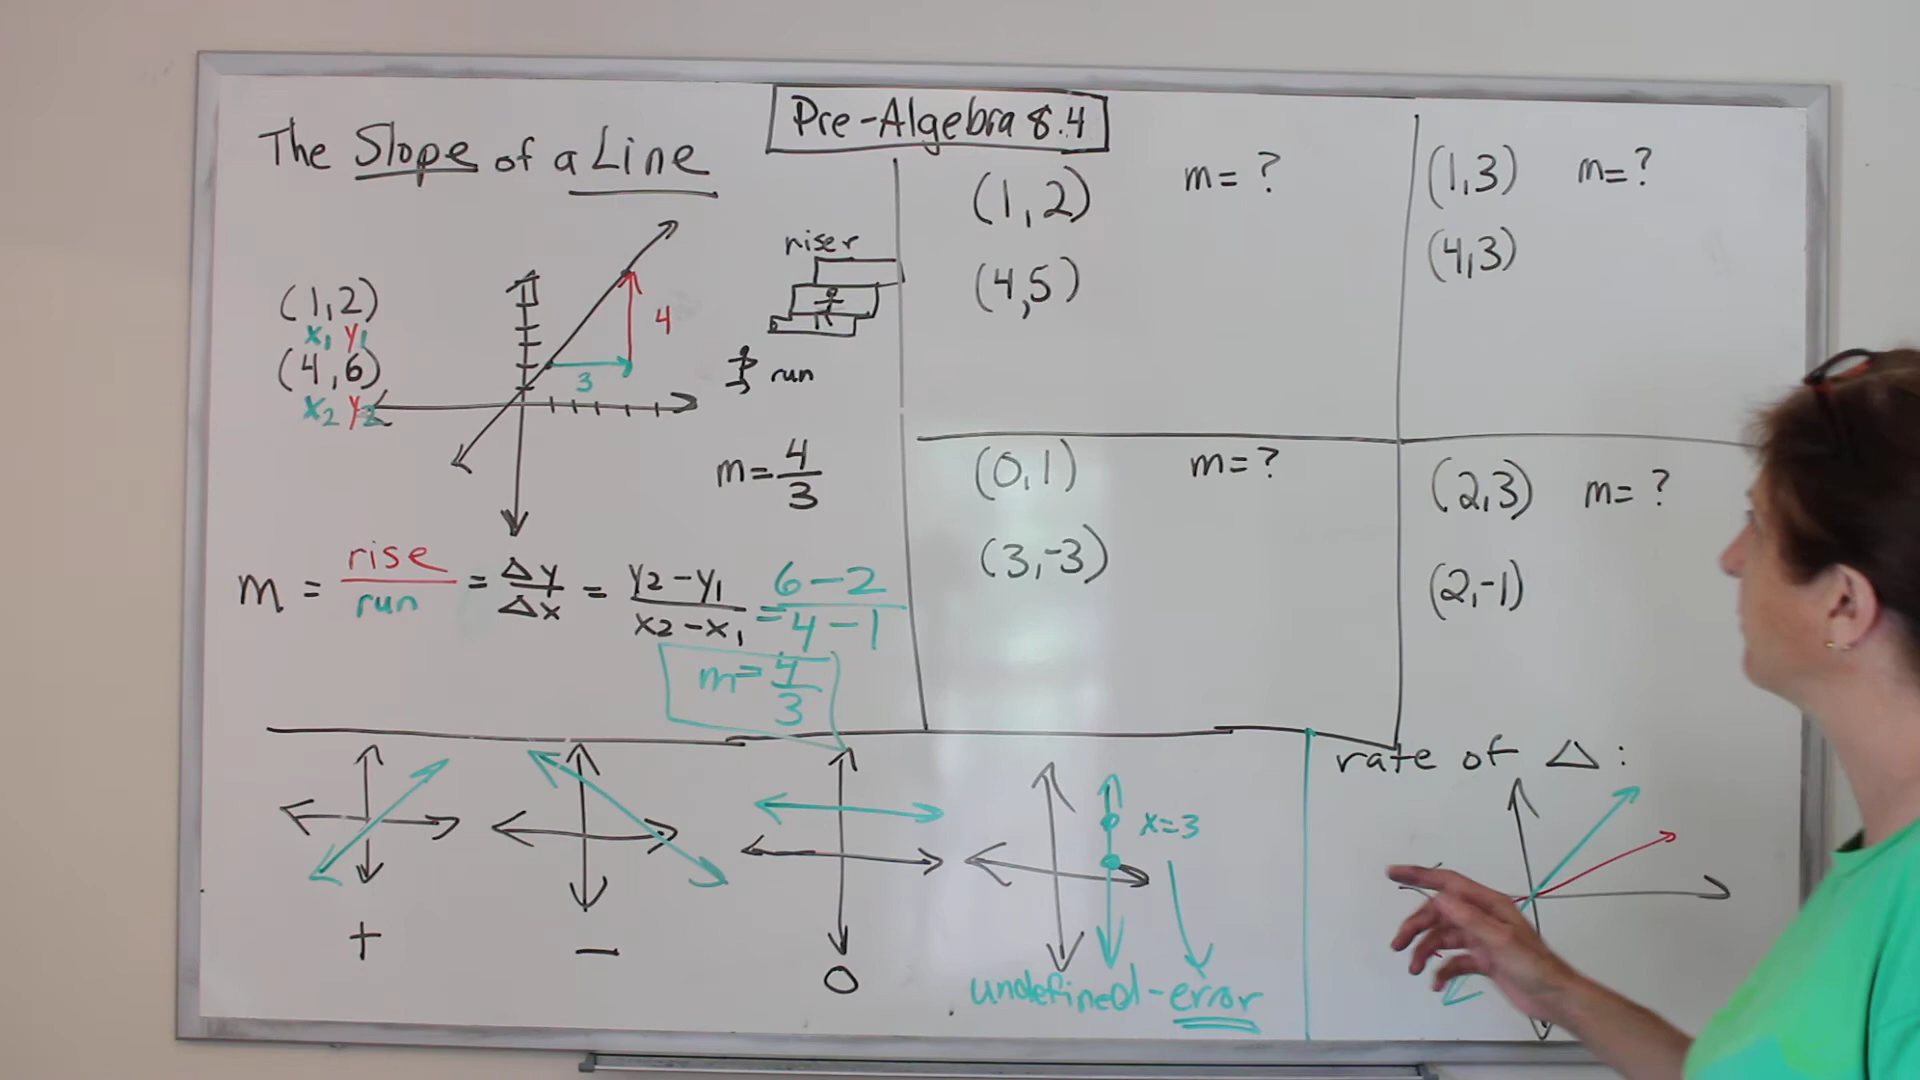 Pre-Algebra 8.4
The Slope of a Line
(1,2)
x₁ y₁
(4,6)
x₂ y₂
4
3
riser
run
m=4/3
m = rise/run = Δy/Δx = y₂-y₁/x₂-x₁ = 6-2/4-1
m=4/3
(1,2) m=?
(4,5)
(1,3) m=?
(4,3)
(0,1) m=?
(3,-3)
(2,3) m=?
(2,-1)
+
-
0
x=3
undefined-error
rate of Δ: